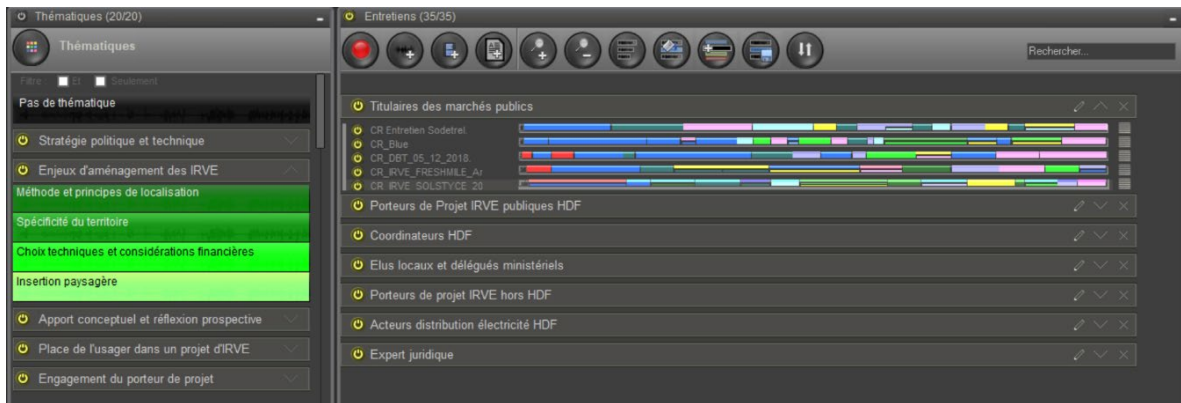 Thématiques (20/20)
Thématiques
Filtre : Et Seulement
Pas de thématique
Stratégie politique et technique
Enjeux d'aménagement des IRVE
Méthode et principes de localisation
Spécificité du territoire
Choix techniques et considérations financières
Insertion paysagère
Apport conceptuel et réflexion prospective
Place de l'usager dans un projet d'IRVE
Engagement du porteur de projet
Entretiens (35/35)
Rechercher...
Titulaires des marchés publics
CR Entretien Sodetrel.
CR_Blue
CR_DBT_05_12_2018.
CR_IRVE_FRESHMILE_Ar
CR_IRVE_SOLSTYCE_20
Porteurs de Projet IRVE publiques HDF
Coordinateurs HDF
Elus locaux et délégués ministériels
Porteurs de projet IRVE hors HDF
Acteurs distribution électricité HDF
Expert juridique